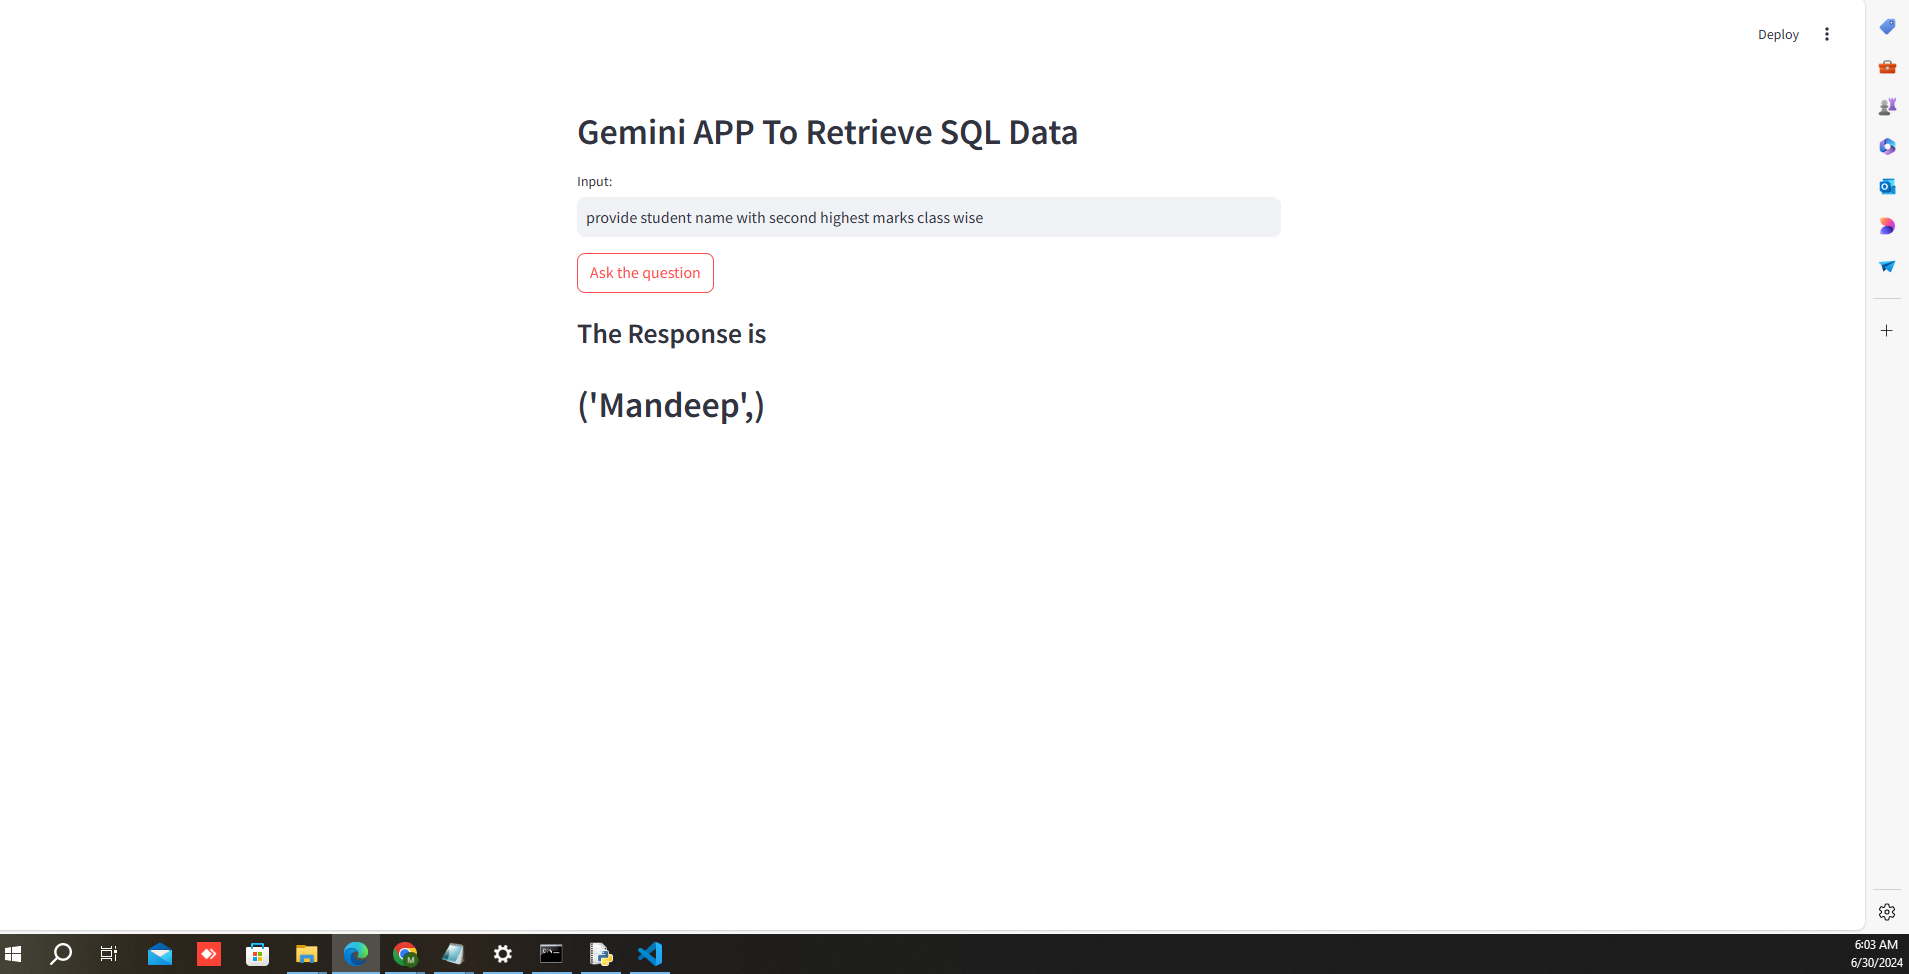 Deploy
Gemini APP To Retrieve SQL Data
Input:
provide student name with second highest marks class wise
Ask the question
The Response is
('Mandeep',)
6:03 AM
6/30/2024